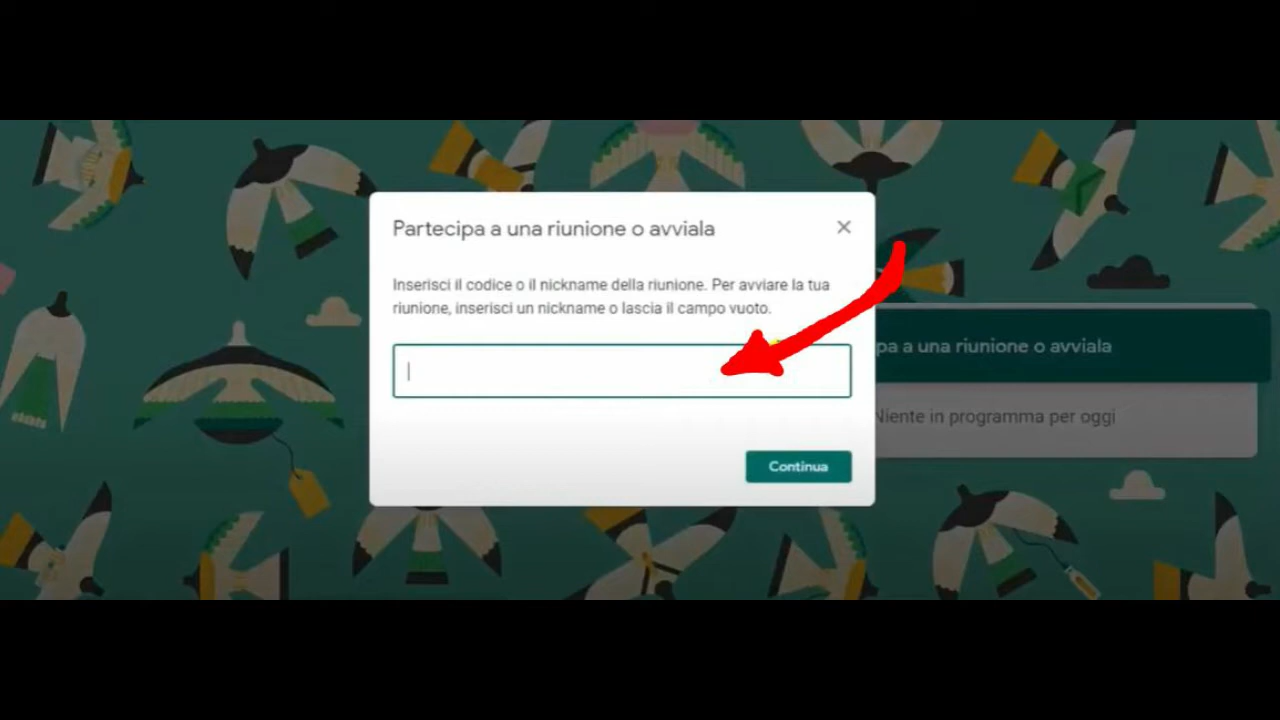 Partecipa a una riunione o avviala
Inserisci il codice o il nickname della riunione. Per avviare la tua
riunione, inserisci un nickname o lascia il campo vuoto.
pa a una riunione o avviala
Niente in programma per oggi
Continua